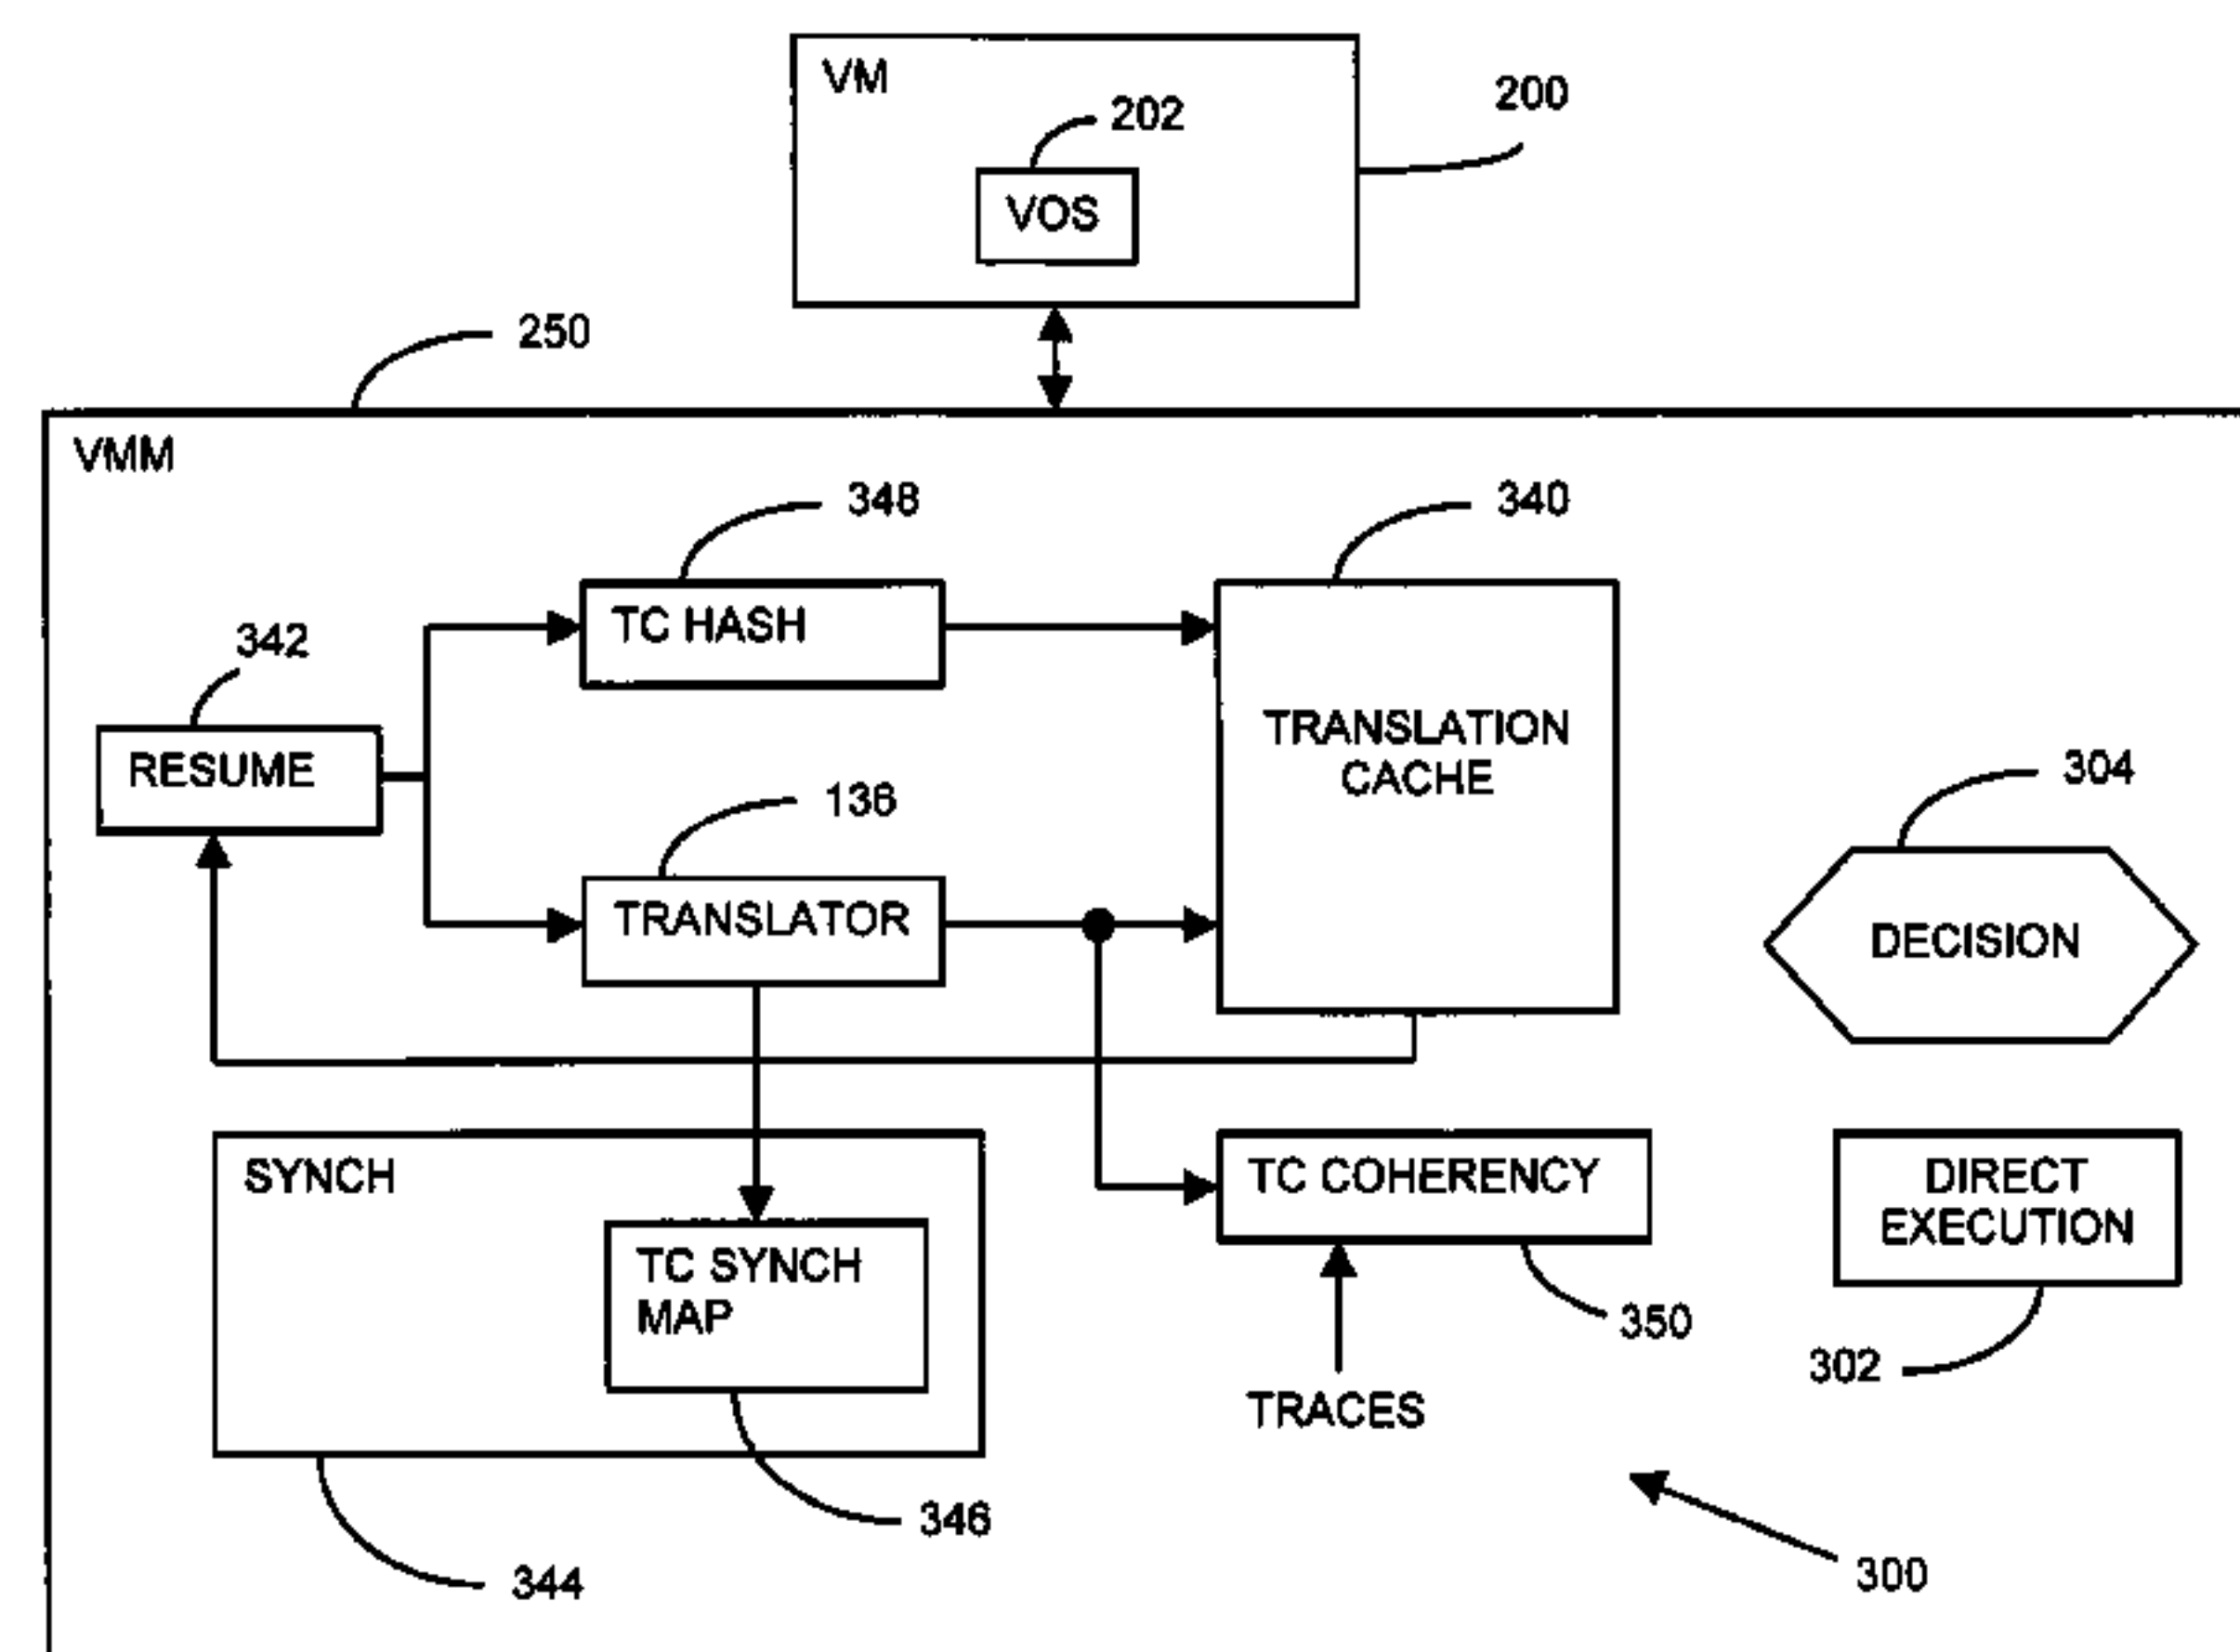 VM
200
202
VOS
250
VMM
348
340
TC HASH
342
TRANSLATION
CACHE
RESUME
304
136
TRANSLATOR
DECISION
SYNCH
TC COHERENCY
DIRECT
EXECUTION
TC SYNCH
MAP
350
302
TRACES
346
300
344